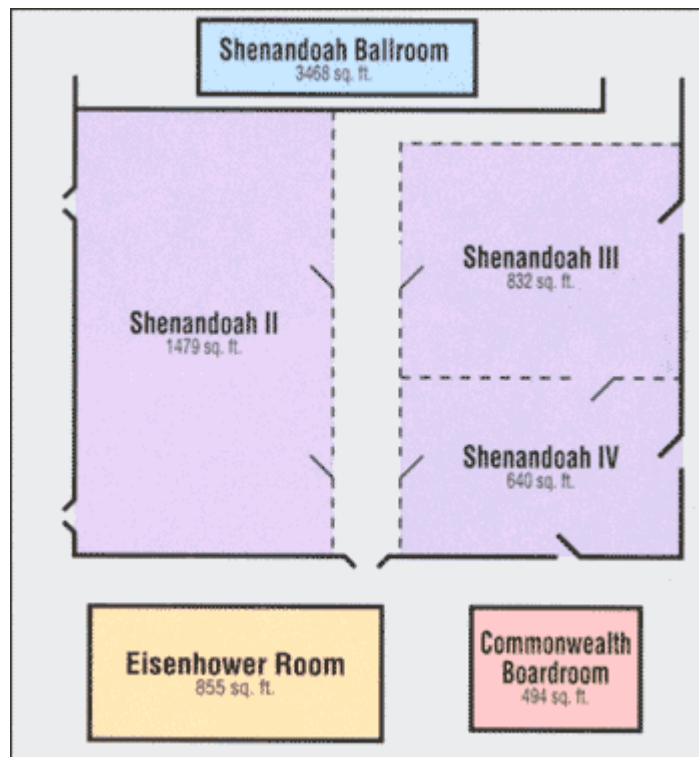 Shenandoah Ballroom
3468 sq. ft.
Shenandoah III
832 sq. ft.
Shenandoah II
1479 sq. ft.
Shenandoah IV
640 sq. ft.
Eisenhower Room
855 sq. ft.
Commonwealth
Boardroom
494 sq. ft.